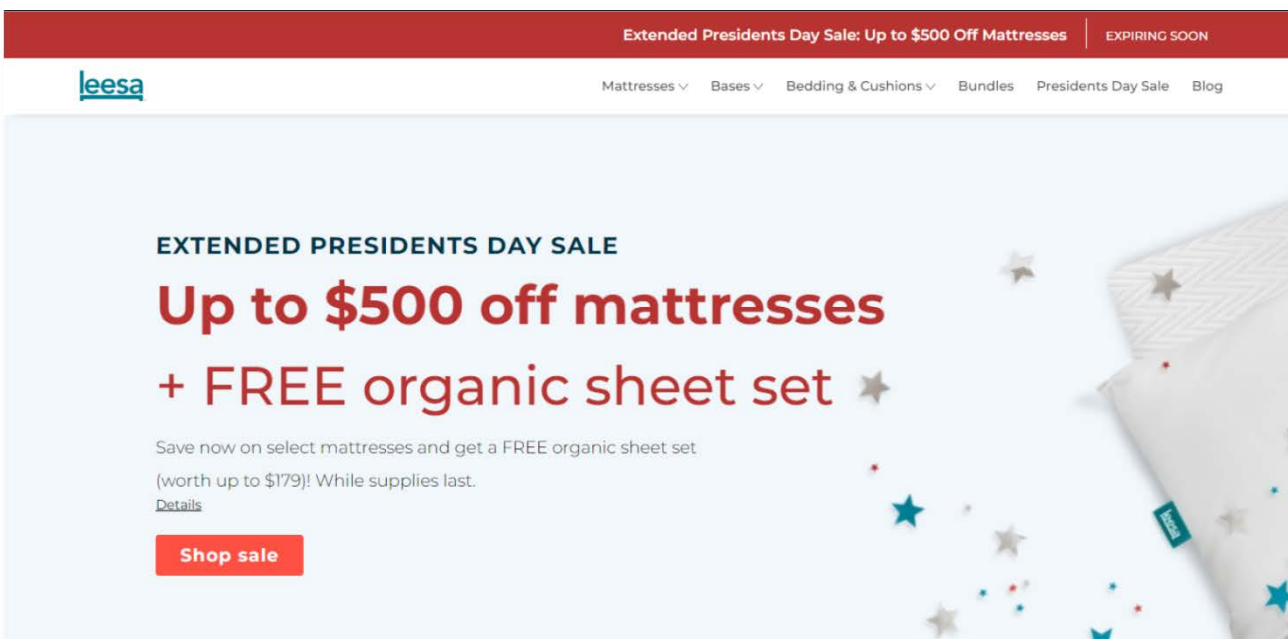 Extended Presidents Day Sale: Up to $500 Off Mattresses EXPIRING SOON
leesa Mattresses Bases Bedding & Cushions Bundles Presidents Day Sale Blog
EXTENDED PRESIDENTS DAY SALE
Up to $500 off mattresses
+ FREE organic sheet set
Save now on select mattresses and get a FREE organic sheet set
(worth up to $179)! While supplies last.
Details
leesa
Shop sale